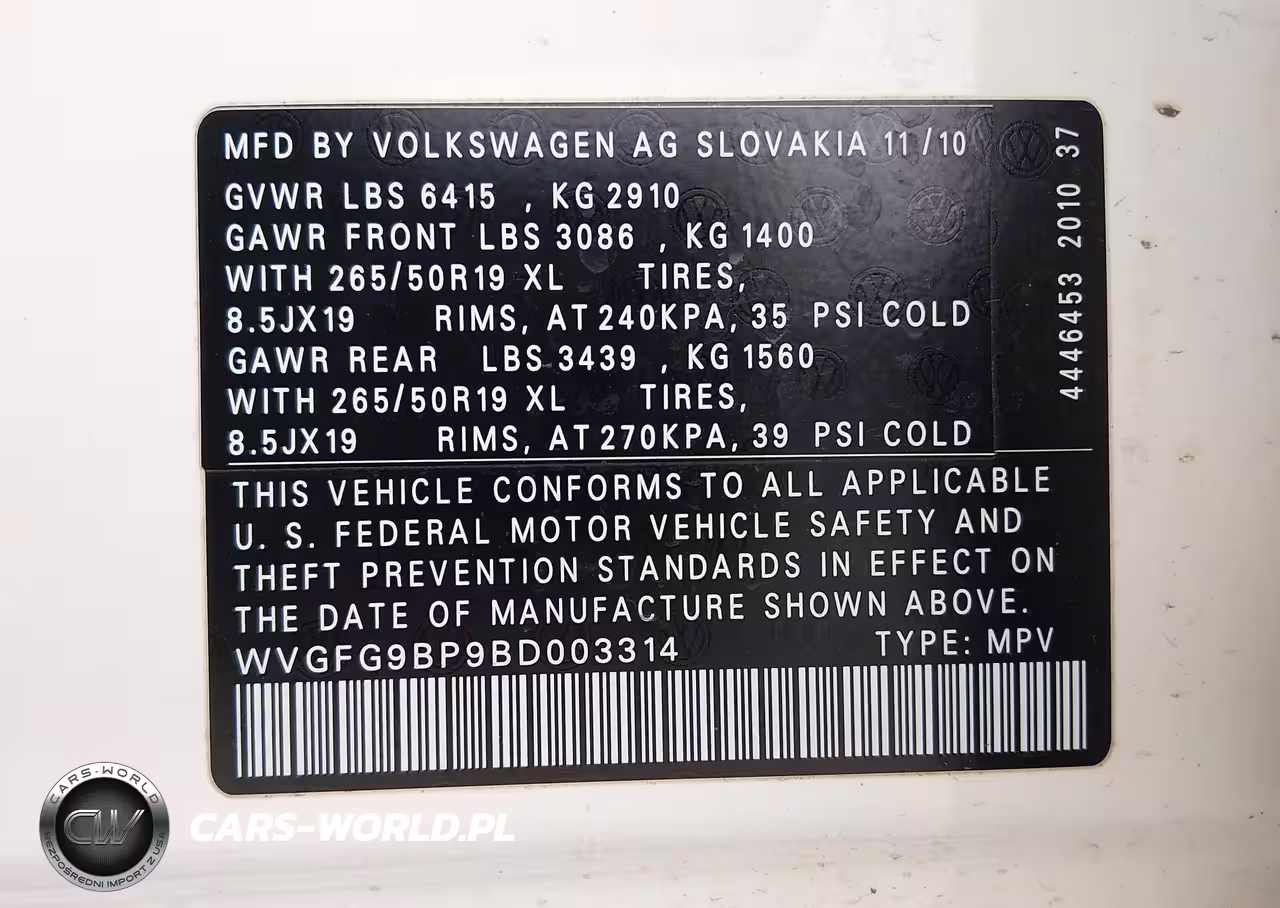 MFD BY VOLKSWAGEN AG SLOVAKIA 11/10
GVWR LBS 6415 , KG 2910
GAWR FRONT LBS 3086 , KG 1400
WITH 265/50R19 XL TIRES,
8.5JX19 RIMS, AT 240KPA, 35 PSI COLD
GAWR REAR LBS 3439 , KG 1560
WITH 265/50R19 XL TIRES,
8.5JX19 RIMS, AT 270KPA, 39 PSI COLD
4446453 2010 37
THIS VEHICLE CONFORMS TO ALL APPLICABLE
U. S. FEDERAL MOTOR VEHICLE SAFETY AND
THEFT PREVENTION STANDARDS IN EFFECT ON
THE DATE OF MANUFACTURE SHOWN ABOVE.
WVGFG9BP9BD003314 TYPE: MPV
CARS-WORLD
CW
BEZPOŚREDNI IMPORT Z USA
CARS-WORLD.PL